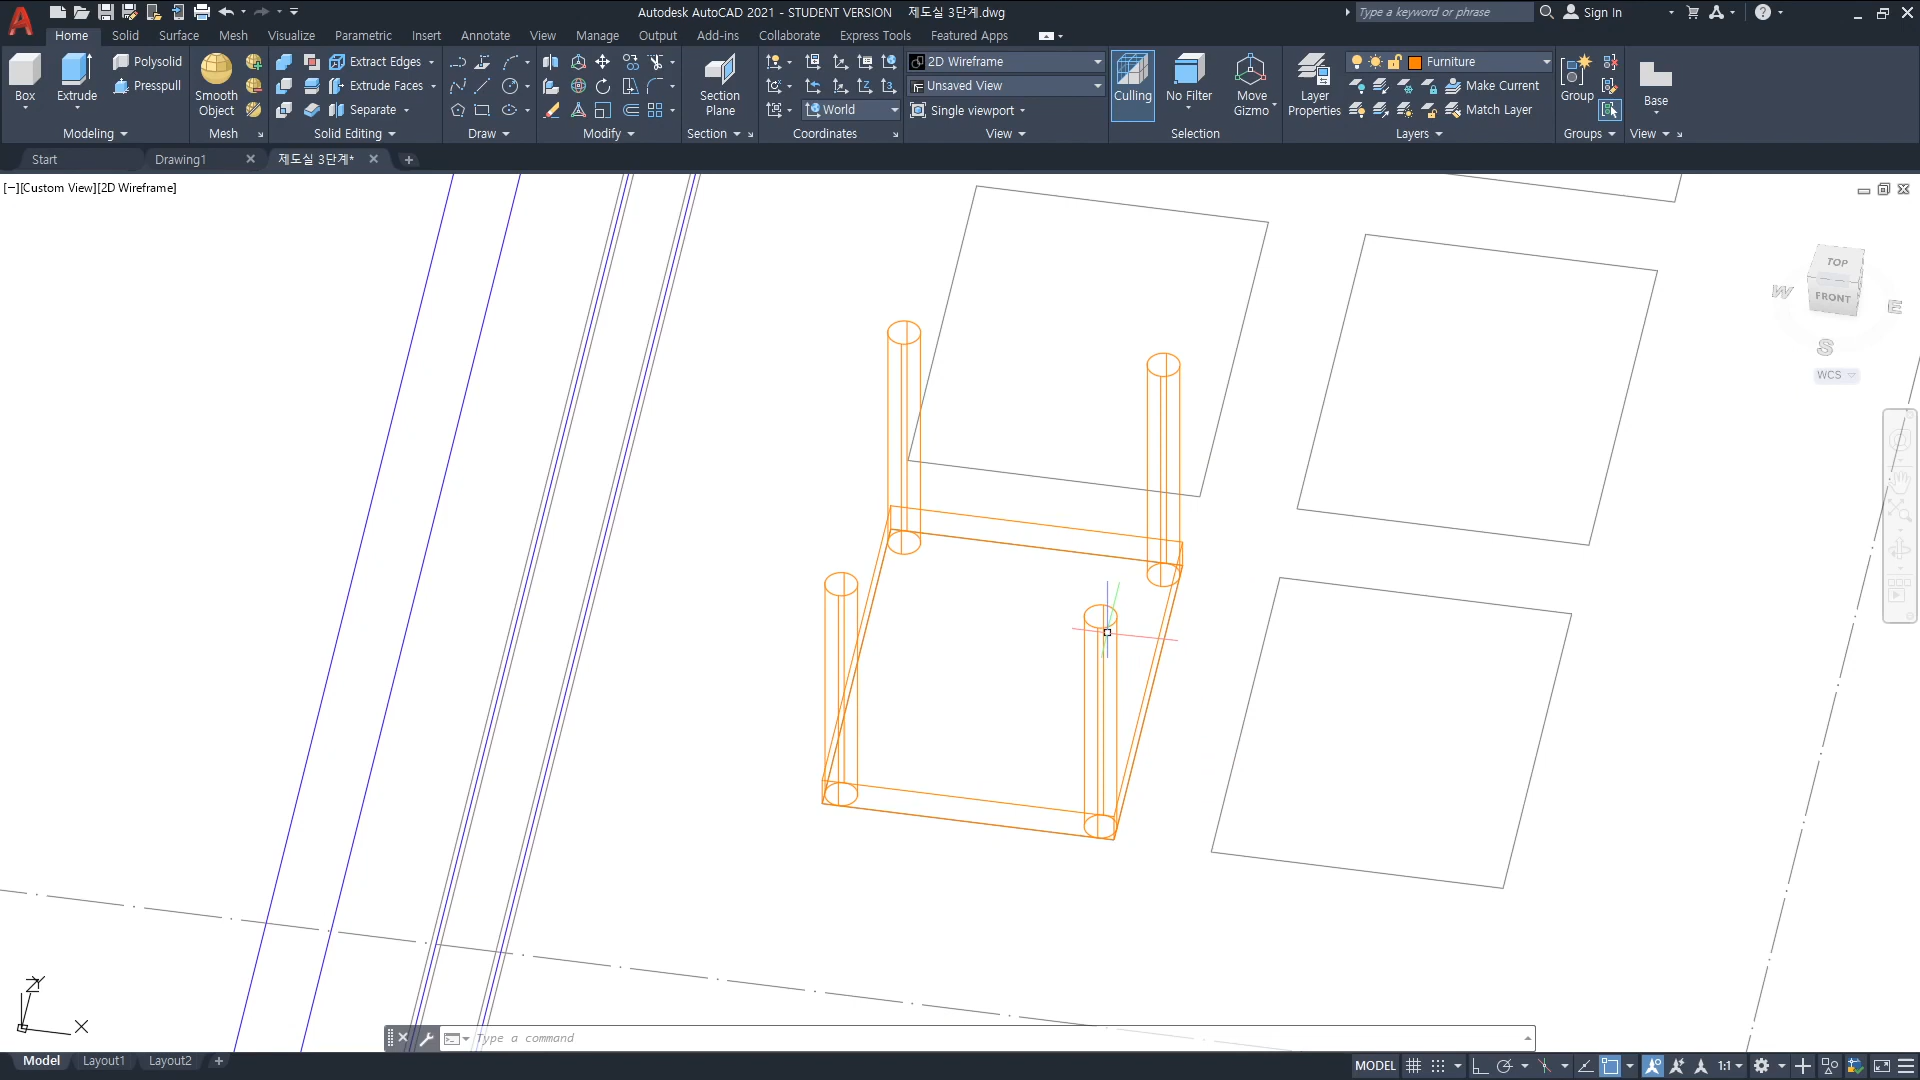 Autodesk AutoCAD 2021 - STUDENT VERSION 제도실 3단계.dwg
Type a keyword or phrase
Sign In
Home Solid Surface Mesh Visualize Parametric Insert Annotate View Manage Output Add-ins Collaborate Express Tools Featured Apps
Polysolid Extract Edges 2D Wireframe Furniture
Presspull Extrude Faces Unsaved View Make Current
Box Extrude Smooth Object Separate Section Plane World Single viewport Culling No Filter Move Gizmo Layer Properties Match Layer Group Base
Modeling Mesh Solid Editing Draw Modify Section Coordinates View Selection Layers Groups View
Start Drawing1 제도실 3단계*
[−][Custom View][2D Wireframe]
TOP
FRONT
W
E
S
WCS
Y
Z
X
Type a command
Model Layout1 Layout2
MODEL
1:1